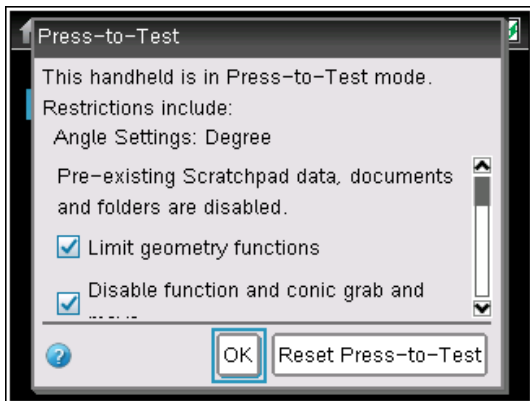 Press-to-Test
This handheld is in Press-to-Test mode.
Restrictions include:
Angle Settings: Degree
Pre-existing Scratchpad data, documents
and folders are disabled.
Limit geometry functions
Disable function and conic grab and
OK
Reset Press-to-Test